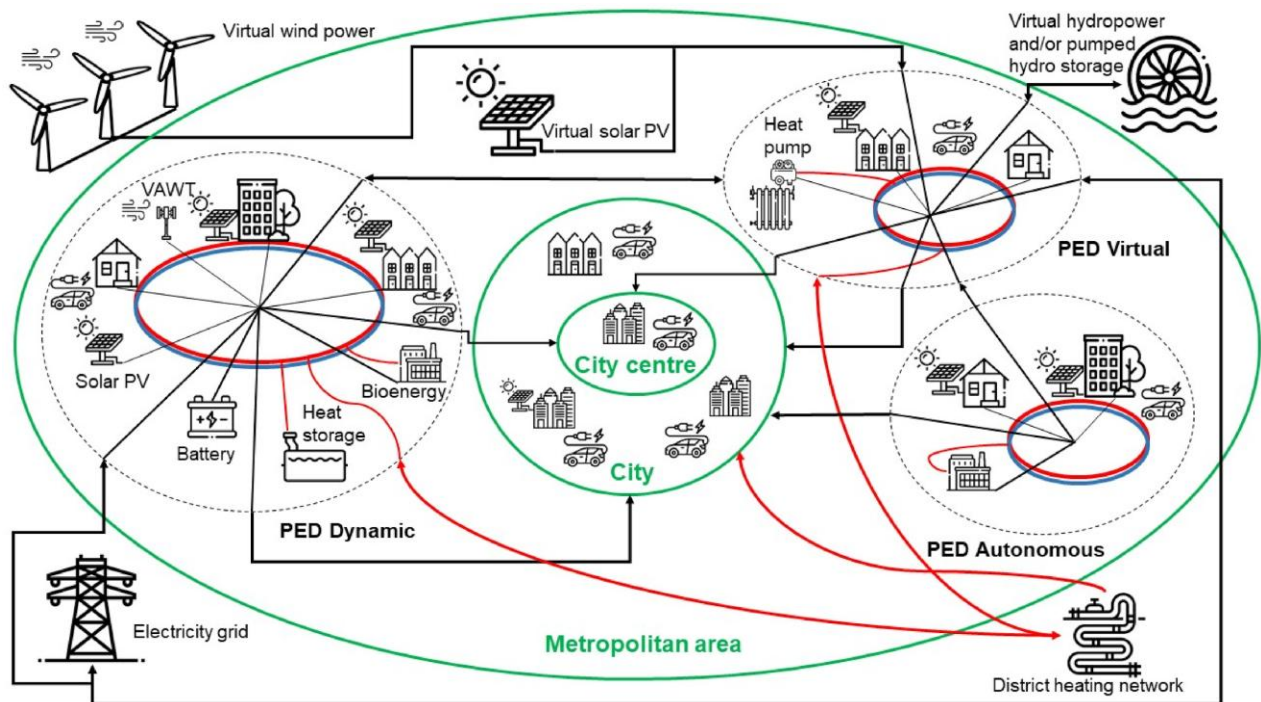 Virtual wind power
Virtual hydropower
and/or pumped
hydro storage
Virtual solar PV
Heat
pump
VAWT
PED Virtual
Solar PV
Bioenergy
City centre
Battery
Heat
storage
City
PED Dynamic
PED Autonomous
Electricity grid
Metropolitan area
District heating network